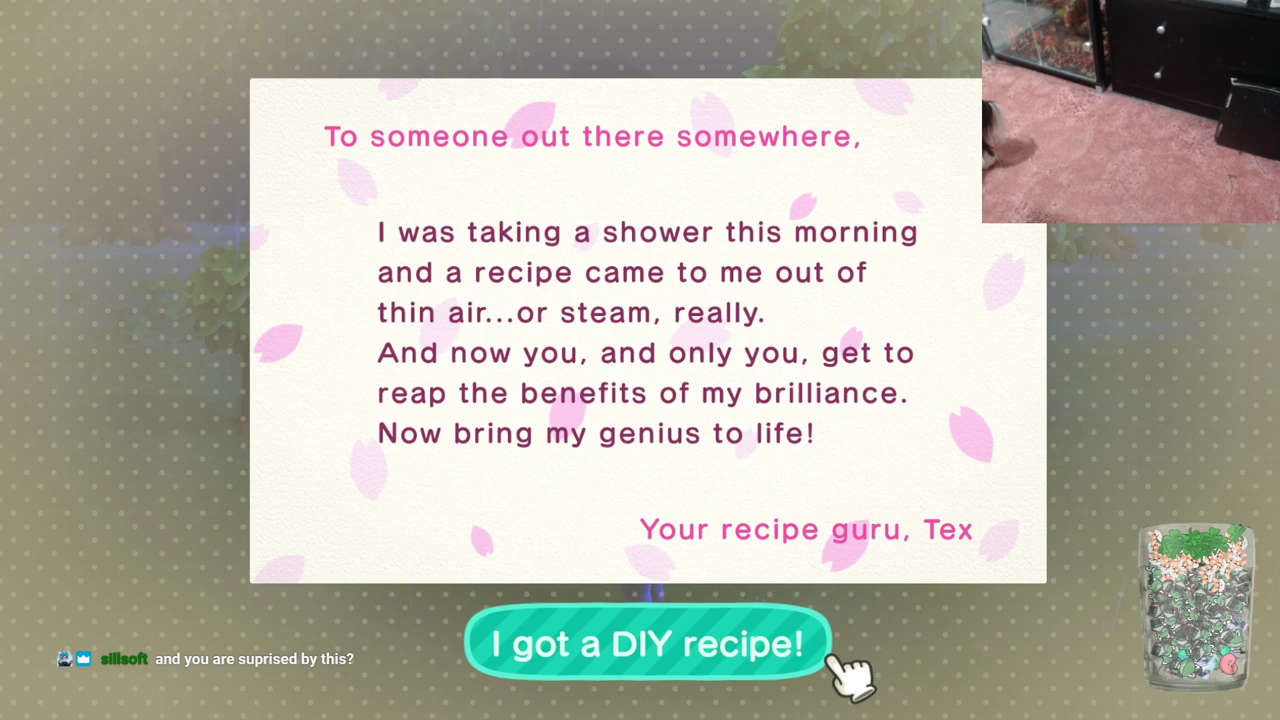 To someone out there somewhere,
I was taking a shower this morning
and a recipe came to me out of
thin air...or steam, really.
And now you, and only you, get to
reap the benefits of my brilliance.
Now bring my genius to life!
Your recipe guru, Tex
I got a DIY recipe!
sillsoft and you are suprised by this?